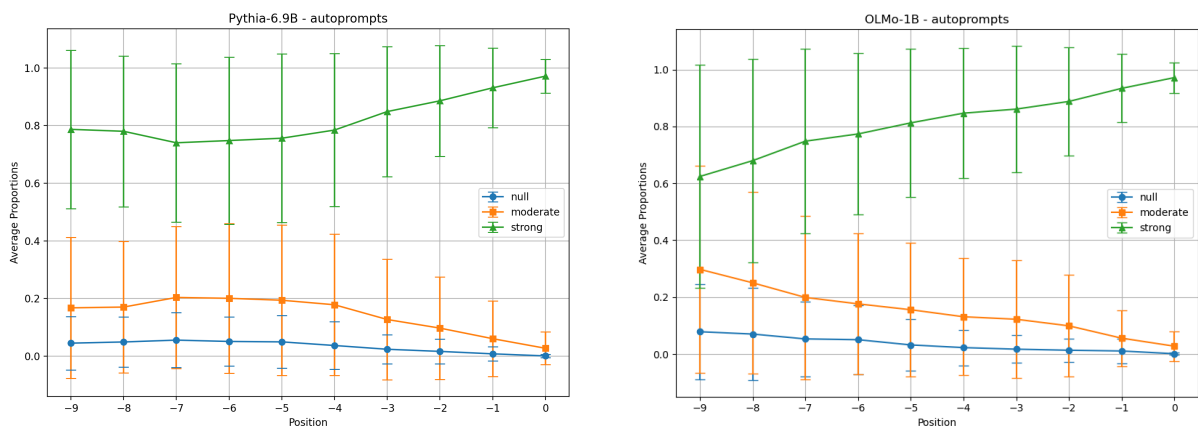 Pythia-6.9B - autoprompts
1.0
0.8
0.6
0.4
0.2
0.0
Average Proportions
null
moderate
strong
−9 −8 −7 −6 −5 −4 −3 −2 −1 0
Position
OLMo-1B - autoprompts
1.0
0.8
0.6
0.4
0.2
0.0
Average Proportions
null
moderate
strong
−9 −8 −7 −6 −5 −4 −3 −2 −1 0
Position